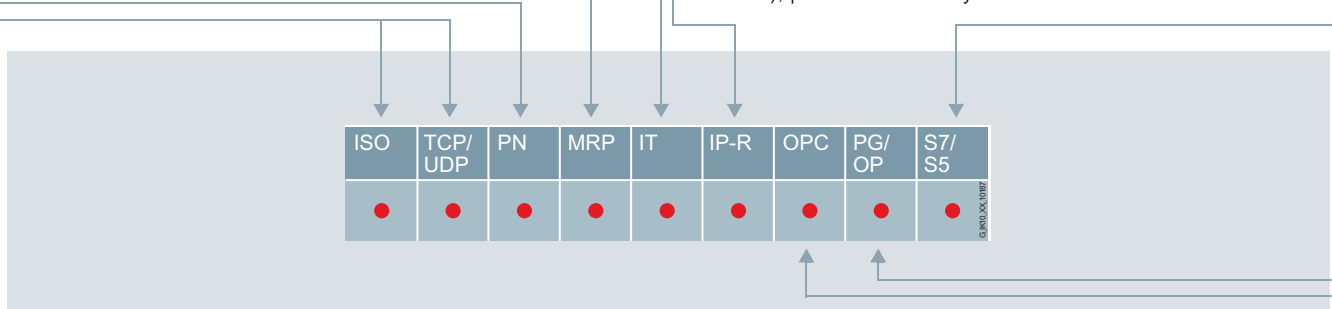 ISO
TCP/
UDP
PN
MRP
IT
IP-R
OPC
PG/
OP
S7/
S5
G_IK10_XX_10187